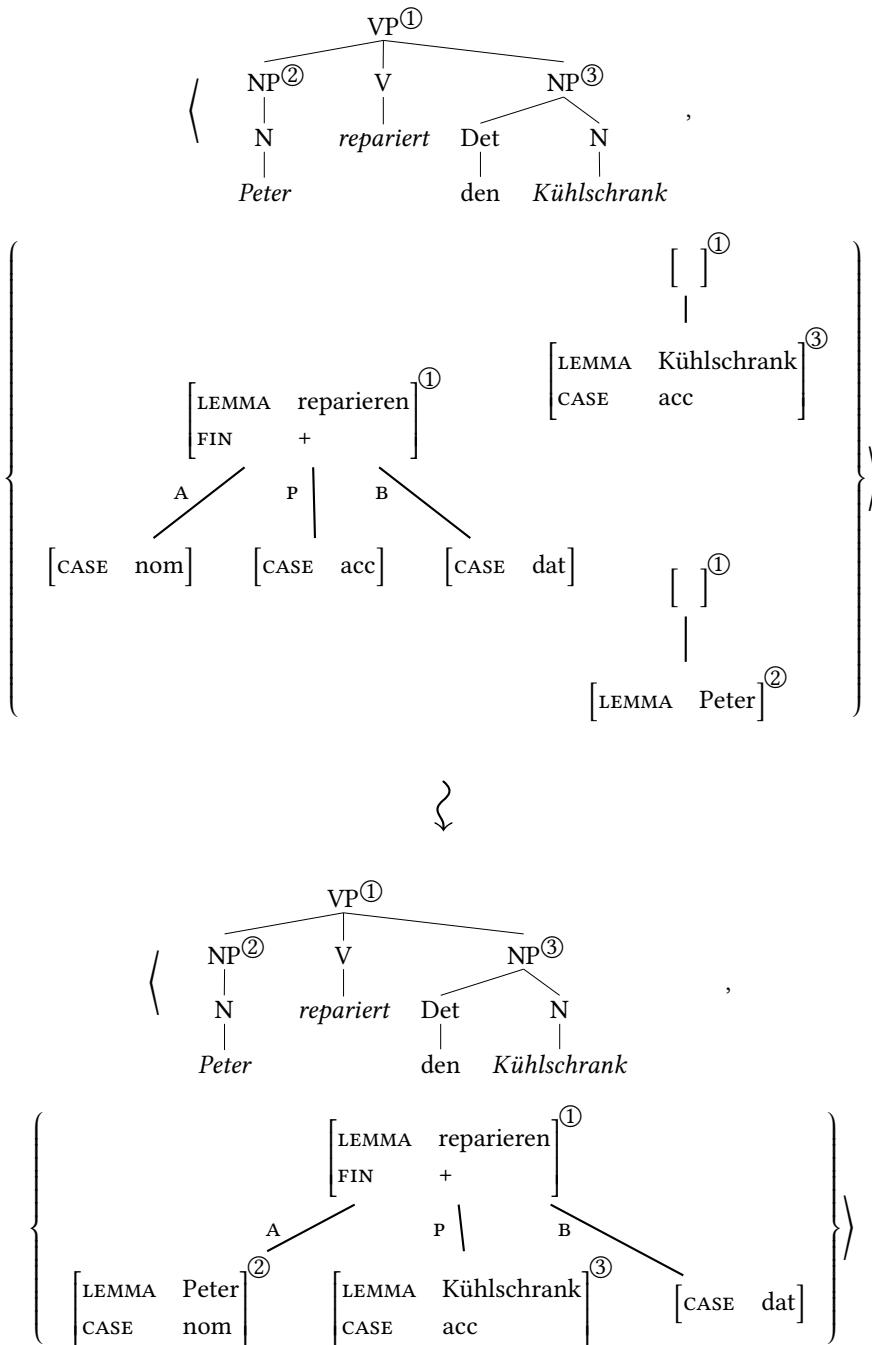 VP①
NP② V NP③
⟨ N repariert Det N ,
Peter den Kühlschrank
[ ]①
[LEMMA Kühlschrank
CASE acc]③
[LEMMA reparieren
FIN +]①
A P B
[CASE nom] [CASE acc] [CASE dat]
[ ]①
[LEMMA Peter]②
⟩
VP①
NP② V NP③
⟨ N repariert Det N ,
Peter den Kühlschrank
[LEMMA reparieren
FIN +]①
A P B
[LEMMA Peter]② [LEMMA Kühlschrank]③ [CASE dat]
CASE nom CASE acc
⟩